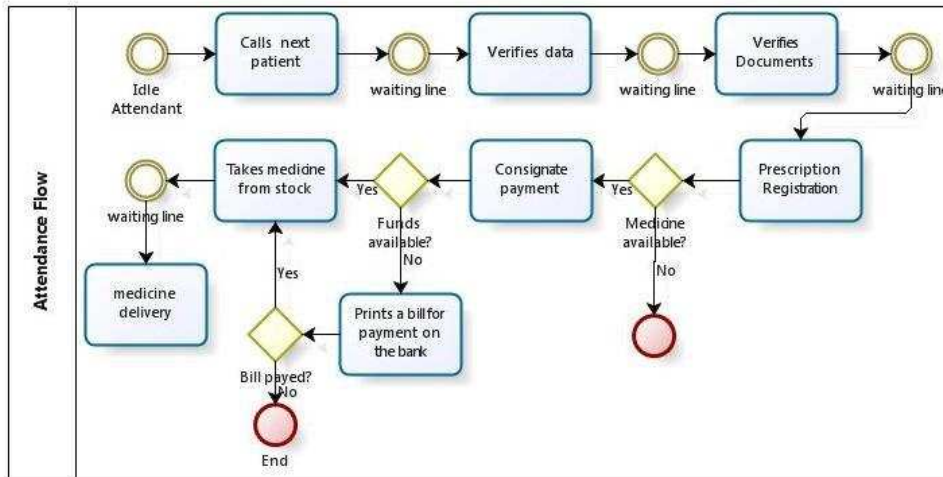 Attendance Flow
Idle
Attendant
Calls next
patient
waiting line
Verifies data
waiting line
Verifies
Documents
waiting line
Prescription
Registration
Medicine
available?
Yes
No
Consignate
payment
Funds
available?
Yes
No
Takes medicine
from stock
waiting line
medicine
delivery
Prints a bill for
payment on
the bank
Bill payed?
Yes
No
End